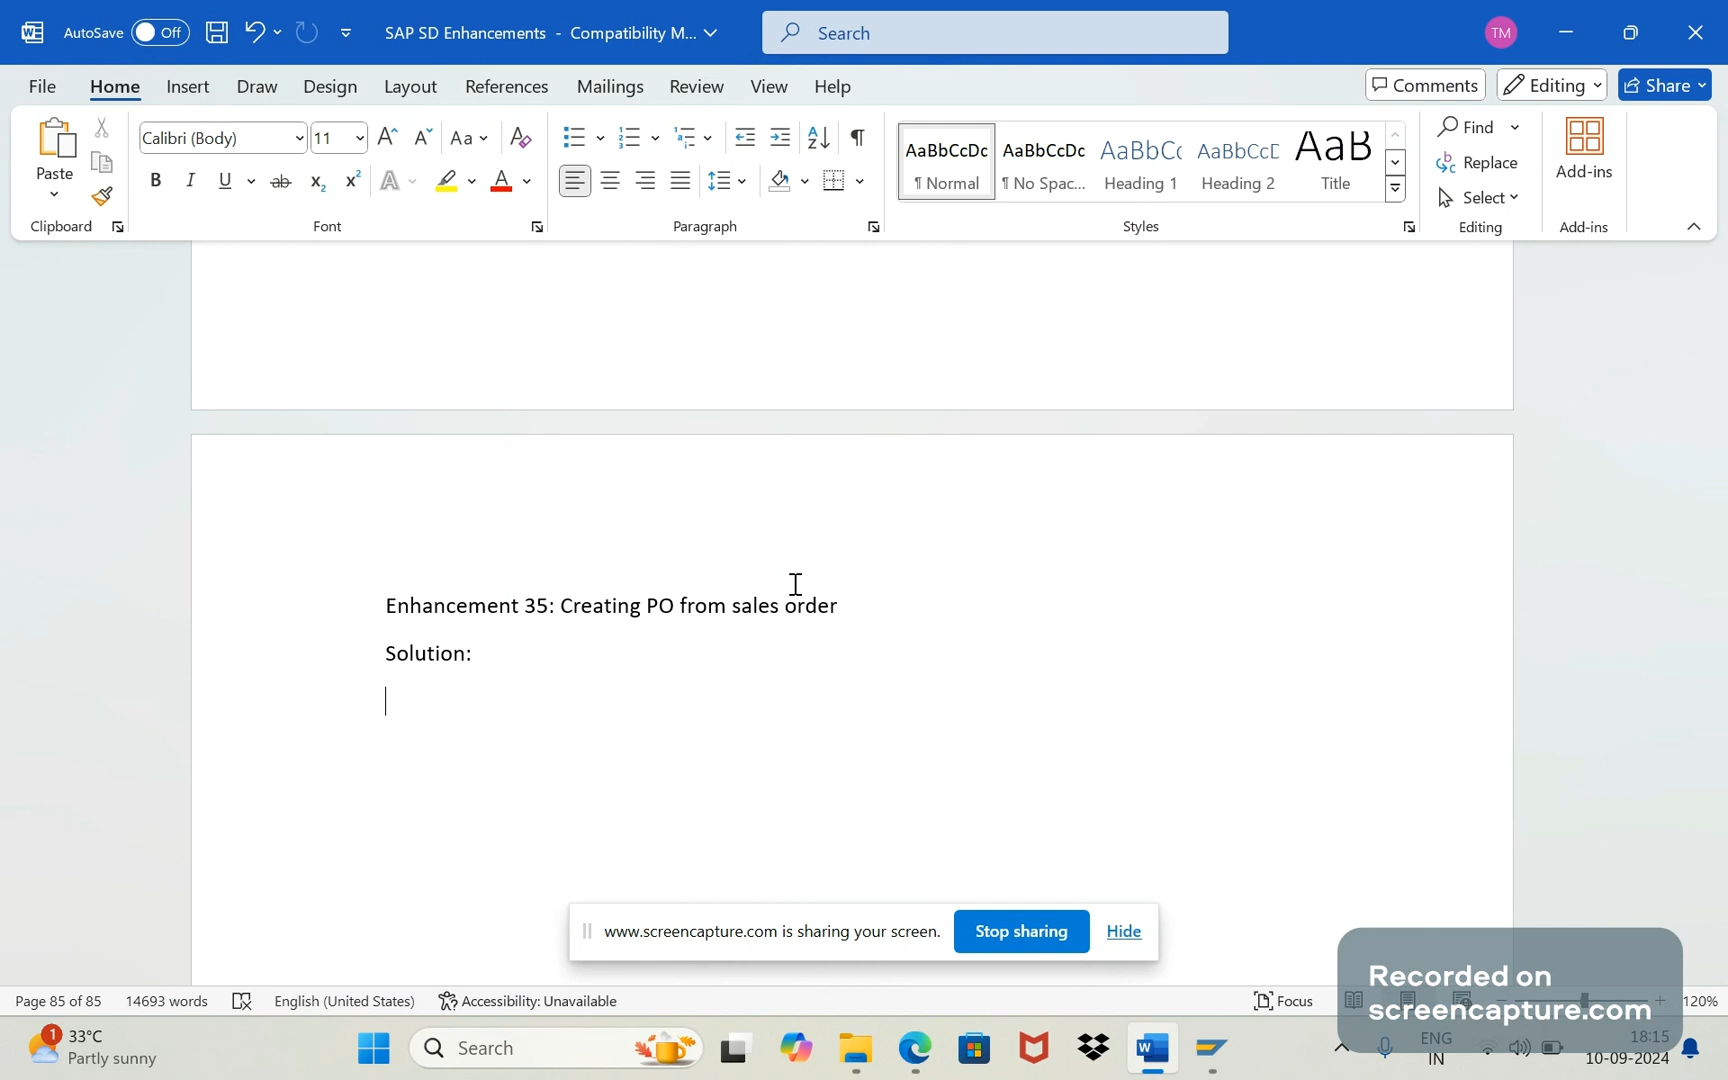 AutoSave Off SAP SD Enhancements - Compatibility M... Search TM
File Home Insert Draw Design Layout References Mailings Review View Help Comments Editing Share
Paste Calibri (Body) 11 Aa AaBbCcDc AaBbCcDc AaBbCc AaBbCcC AaB Find
Replace
¶ Normal ¶ No Spac... Heading 1 Heading 2 Title Select Add-ins
Clipboard Font Paragraph Styles Editing Add-ins
Enhancement 35: Creating PO from sales order
Solution:
www.screencapture.com is sharing your screen. Stop sharing Hide
Recorded on
screencapture.com
Page 85 of 85 14693 words English (United States) Accessibility: Unavailable Focus 120%
1 33°C
Partly sunny
Search
ENG
IN
18:15
10-09-2024